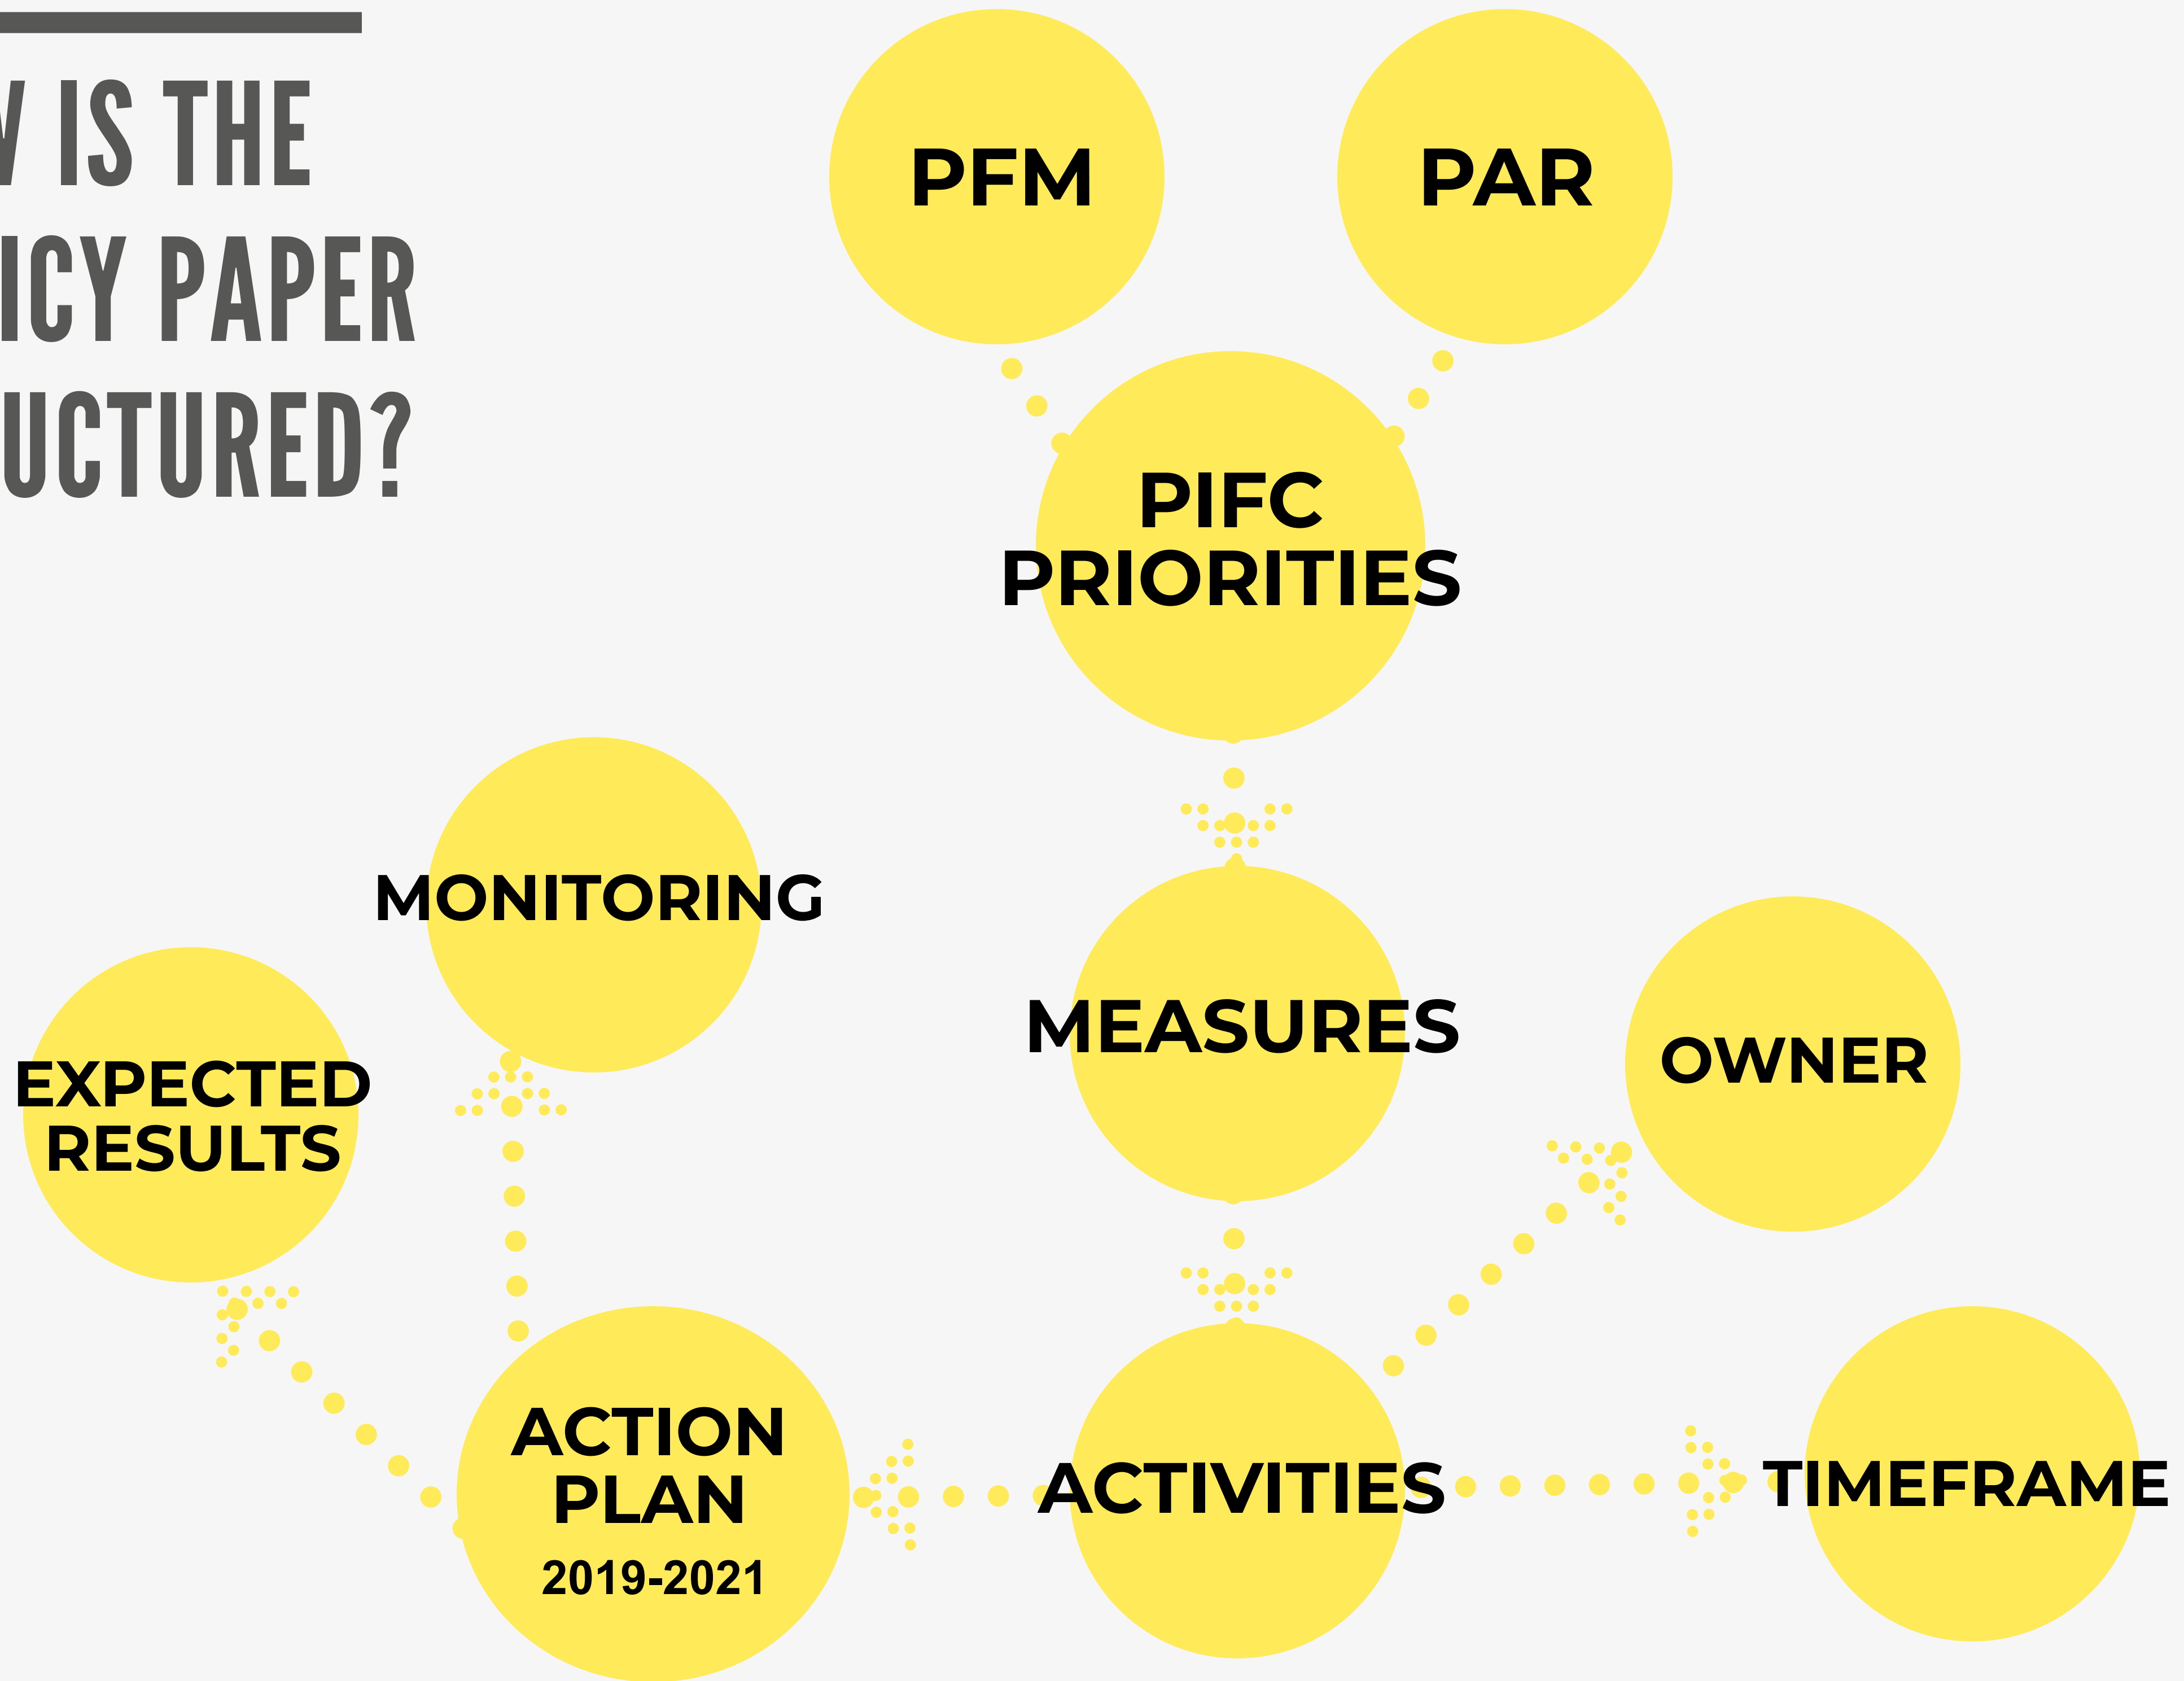 IS THE
ICY PAPER
UCTURED?
PFM
PAR
PIFC
PRIORITIES
MONITORING
MEASURES
OWNER
EXPECTED
RESULTS
ACTION
PLAN
2019-2021
ACTIVITIES
TIMEFRAME